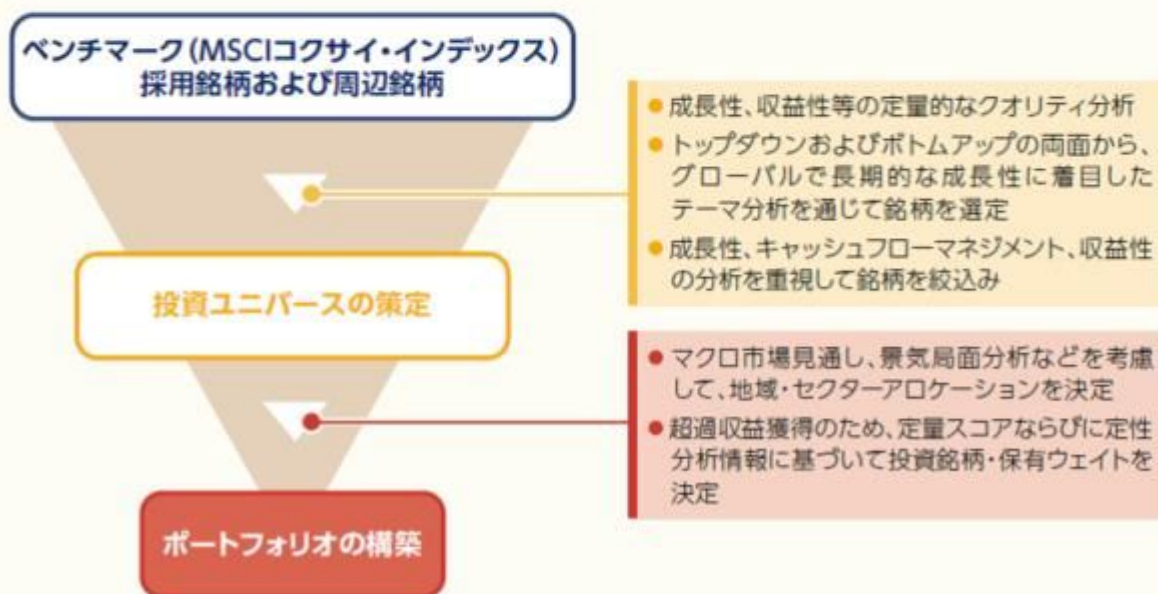 ベンチマーク(MSCIコクサイ・インデックス)
採用銘柄および周辺銘柄
● 成長性、収益性等の定量的なクオリティ分析
● トップダウンおよびボトムアップの両面から、
グローバルで長期的な成長性に着目した
テーマ分析を通じて銘柄を選定
● 成長性、キャッシュフローマネジメント、収益性
の分析を重視して銘柄を絞込み
投資ユニバースの策定
● マクロ市場見通し、景気局面分析などを考慮
して、地域・セクターアロケーションを決定
● 超過収益獲得のため、定量スコアならびに定性
分析情報に基づいて投資銘柄・保有ウェイトを
決定
ポートフォリオの構築